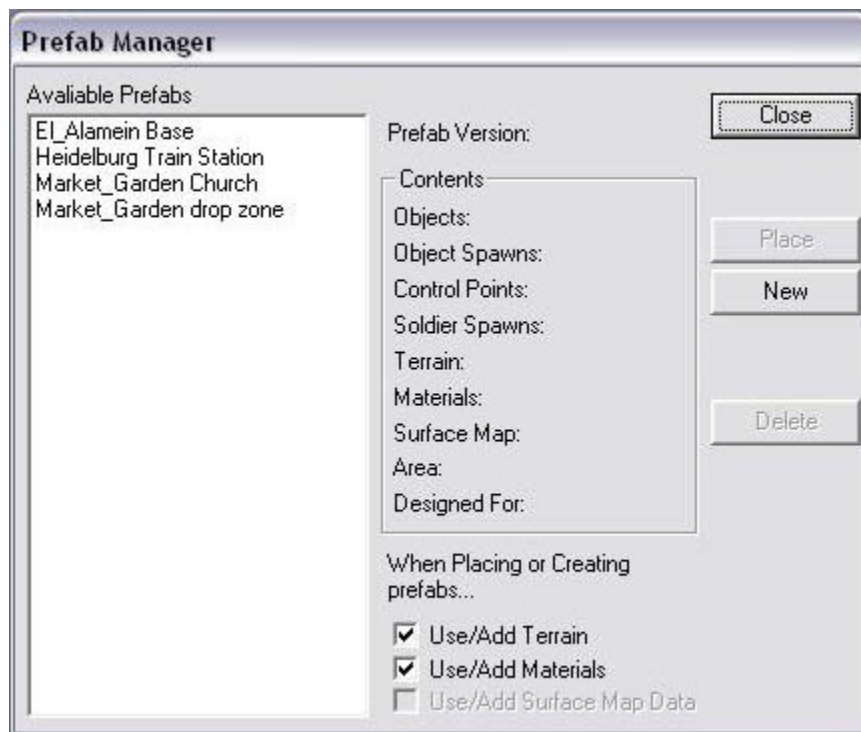 Prefab Manager
Avaliable Prefabs
El_Alamein Base
Heidelburg Train Station
Market_Garden Church
Market_Garden drop zone
Prefab Version:
Contents
Objects:
Object Spawns:
Control Points:
Soldier Spawns:
Terrain:
Materials:
Surface Map:
Area:
Designed For:
When Placing or Creating
prefabs...
Use/Add Terrain
Use/Add Materials
Use/Add Surface Map Data
Close
Place
New
Delete